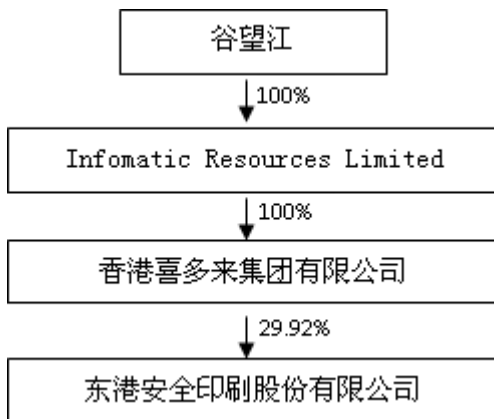 谷望江
100%
Infomatic Resources Limited
100%
香港喜多来集团有限公司
29.92%
东港安全印刷股份有限公司